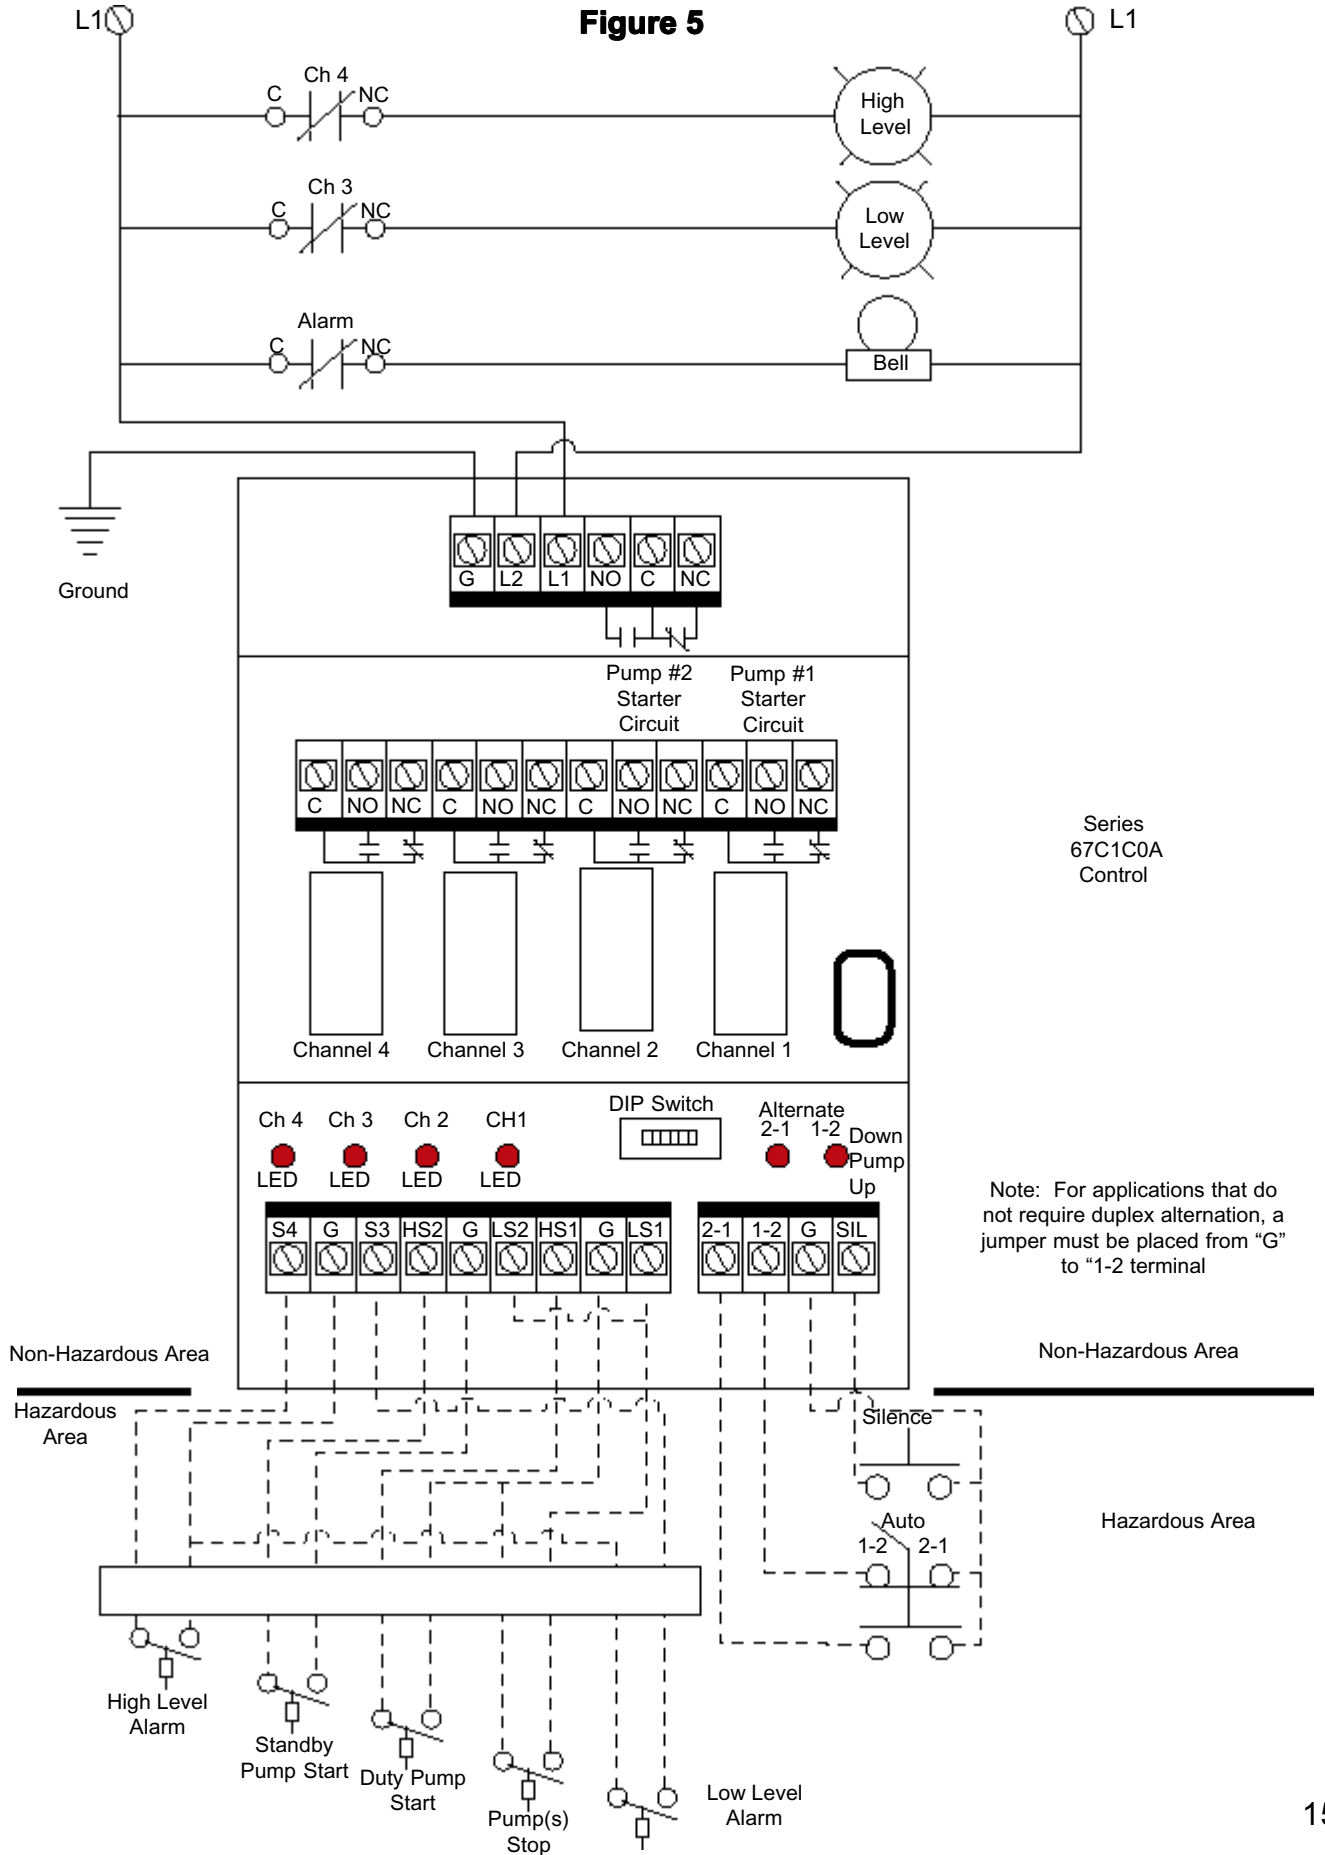 Figure 5
L1
L1
Ch 4
C
NC
High
Level
Ch 3
C
NC
Low
Level
Alarm
C
NC
Bell
Ground
G L2 L1 NO C NC
Pump #2
Starter
Circuit
Pump #1
Starter
Circuit
C NO NC C NO NC C NO NC C NO NC
Series
67C1C0A
Control
Channel 4
Channel 3
Channel 2
Channel 1
Ch 4
Ch 3
Ch 2
CH1
LED
LED
LED
LED
DIP Switch
Alternate
2-1 1-2
Down
Pump
Up
S4 G S3 HS2 G LS2 HS1 G LS1
2-1 1-2 G SIL
Note: For applications that do
not require duplex alternation, a
jumper must be placed from “G”
to “1-2 terminal
Non-Hazardous Area
Non-Hazardous Area
Hazardous
Area
Silence
Auto
1-2 2-1
Hazardous Area
High Level
Alarm
Standby
Pump Start
Duty Pump
Start
Pump(s)
Stop
Low Level
Alarm